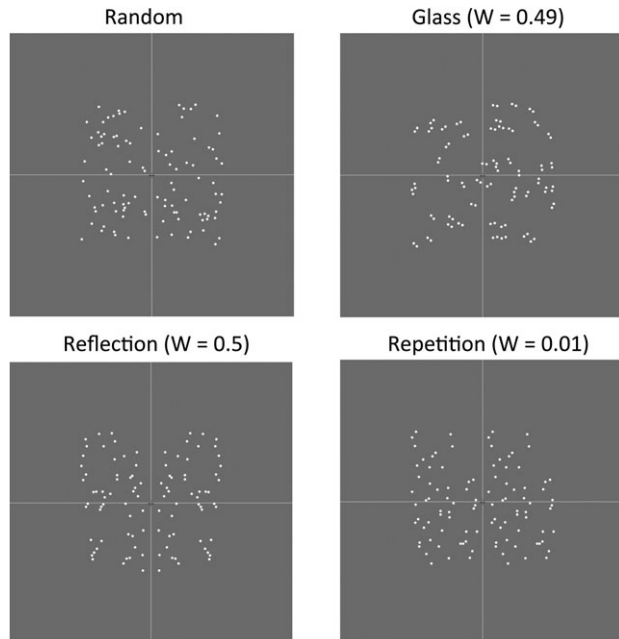 Random
Glass (W = 0.49)
Reflection (W = 0.5)
Repetition (W = 0.01)